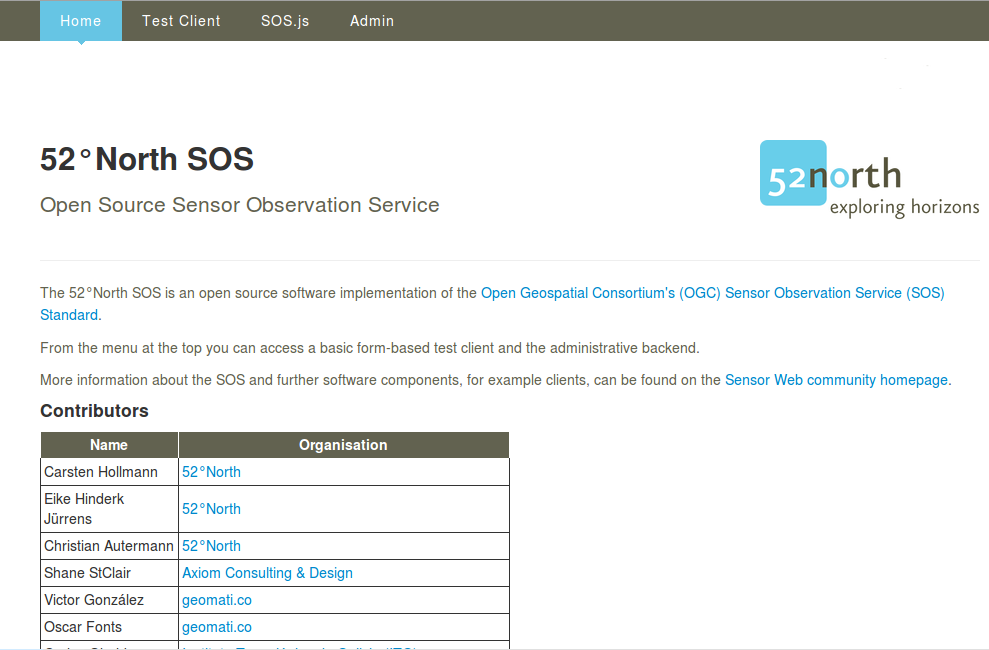 Home Test Client SOS.js Admin
52°North SOS
Open Source Sensor Observation Service
52north
exploring horizons
The 52°North SOS is an open source software implementation of the Open Geospatial Consortium's (OGC) Sensor Observation Service (SOS)
Standard.
From the menu at the top you can access a basic form-based test client and the administrative backend.
More information about the SOS and further software components, for example clients, can be found on the Sensor Web community homepage.
Contributors
Name Organisation
Carsten Hollmann 52°North
Eike Hinderk
Jürrens 52°North
Christian Autermann 52°North
Shane StClair Axiom Consulting & Design
Victor González geomati.co
Oscar Fonts geomati.co